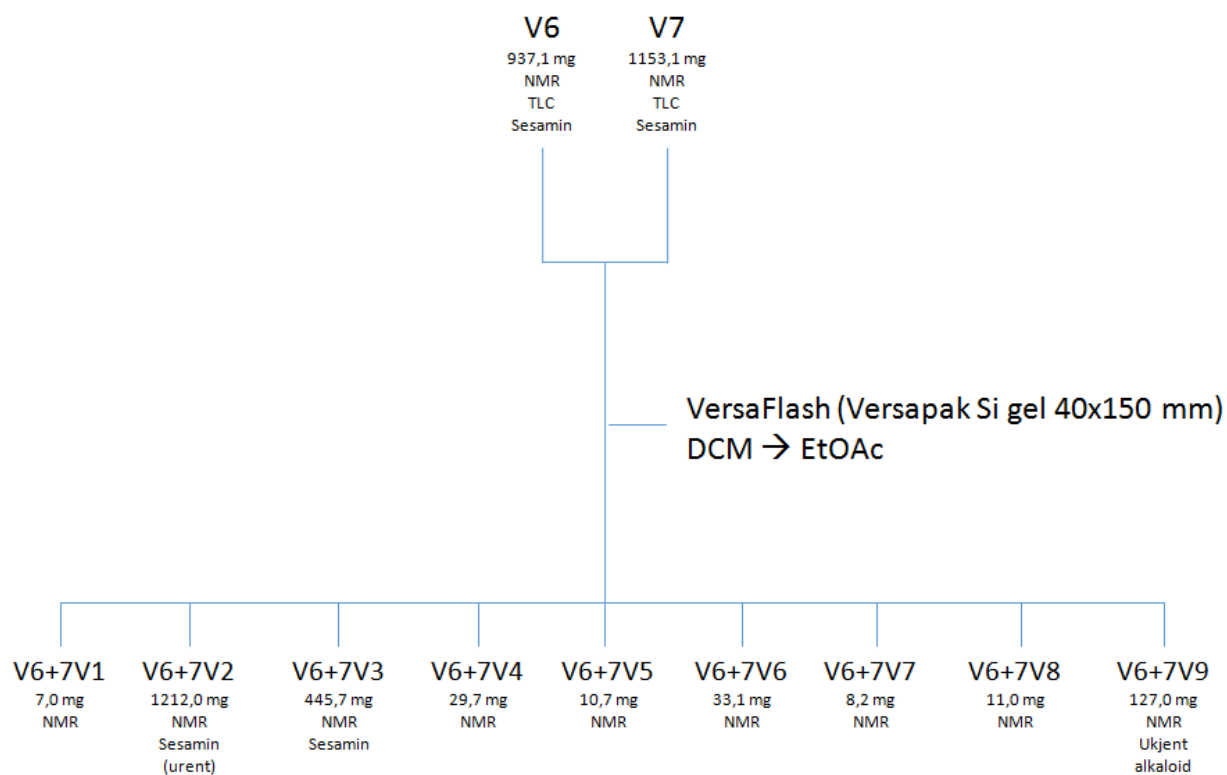 V6
937,1 mg
NMR
TLC
Sesamin
V7
1153,1 mg
NMR
TLC
Sesamin
VersaFlash (Versapak Si gel 40x150 mm)
DCM → EtOAc
V6+7V1
7,0 mg
NMR
V6+7V2
1212,0 mg
NMR
Sesamin
(urent)
V6+7V3
445,7 mg
NMR
Sesamin
V6+7V4
29,7 mg
NMR
V6+7V5
10,7 mg
NMR
V6+7V6
33,1 mg
NMR
V6+7V7
8,2 mg
NMR
V6+7V8
11,0 mg
NMR
V6+7V9
127,0 mg
NMR
Ukjent
alkaloid